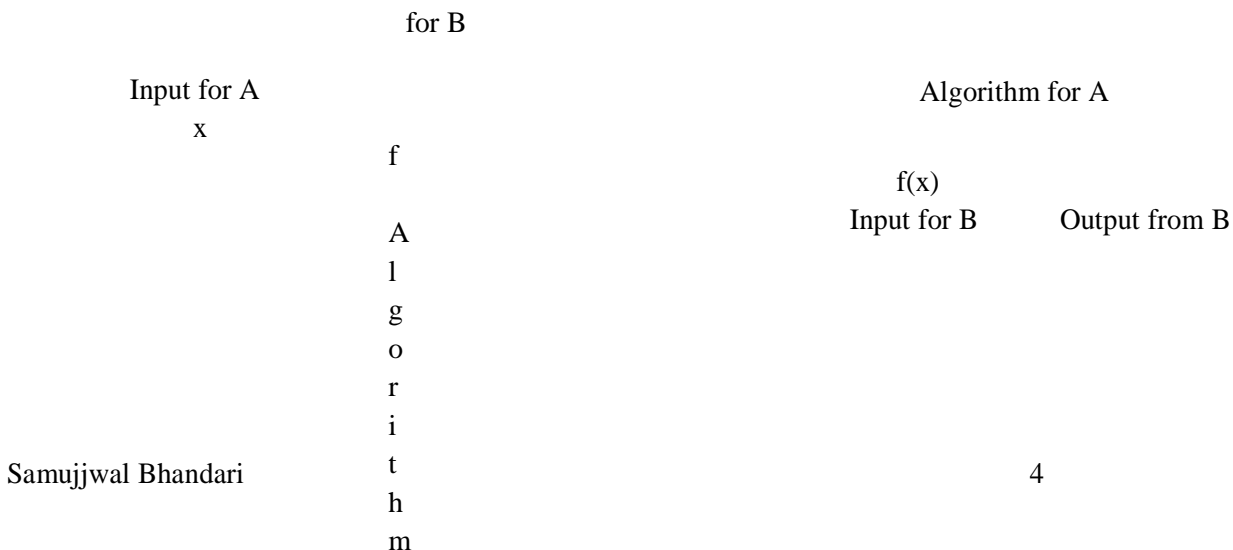 for B
Input for A
Algorithm for A
x
f
f(x)
Input for B
Output from B
A
l
g
o
r
i
t
h
m
Samujjwal Bhandari
4